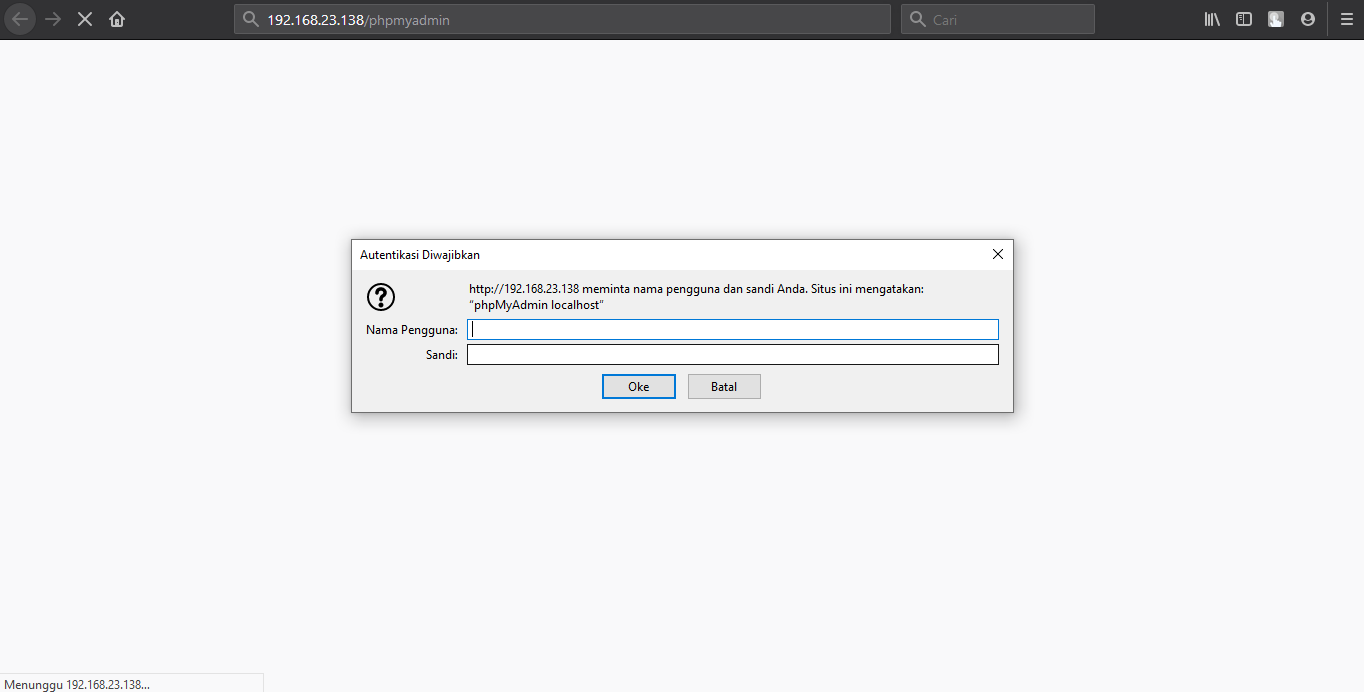 192.168.23.138/phpmyadmin
Cari
Autentikasi Diwajibkan
http://192.168.23.138 meminta nama pengguna dan sandi Anda. Situs ini mengatakan:
“phpMyAdmin localhost”
Nama Pengguna:
Sandi:
Oke
Batal
Menunggu 192.168.23.138...